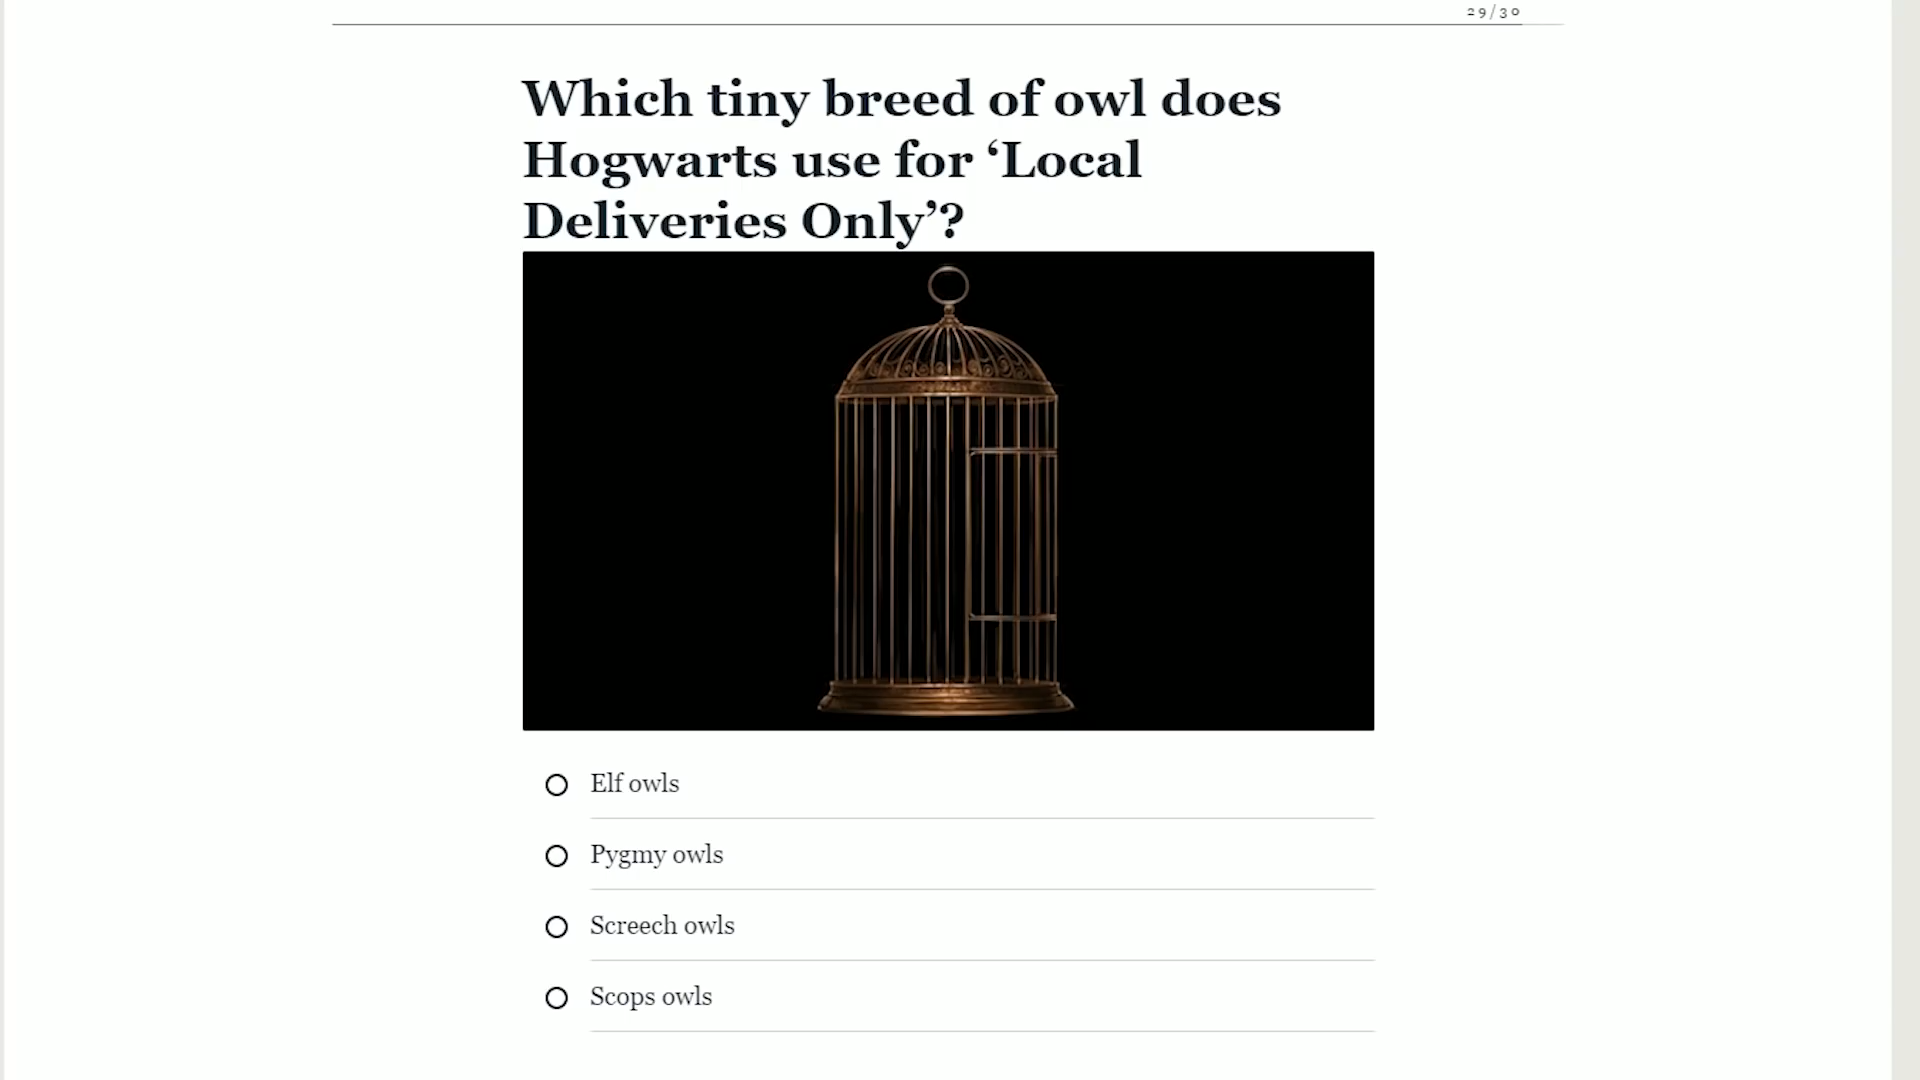 29/30
Which tiny breed of owl does
Hogwarts use for ‘Local
Deliveries Only’?
Elf owls
Pygmy owls
Screech owls
Scops owls